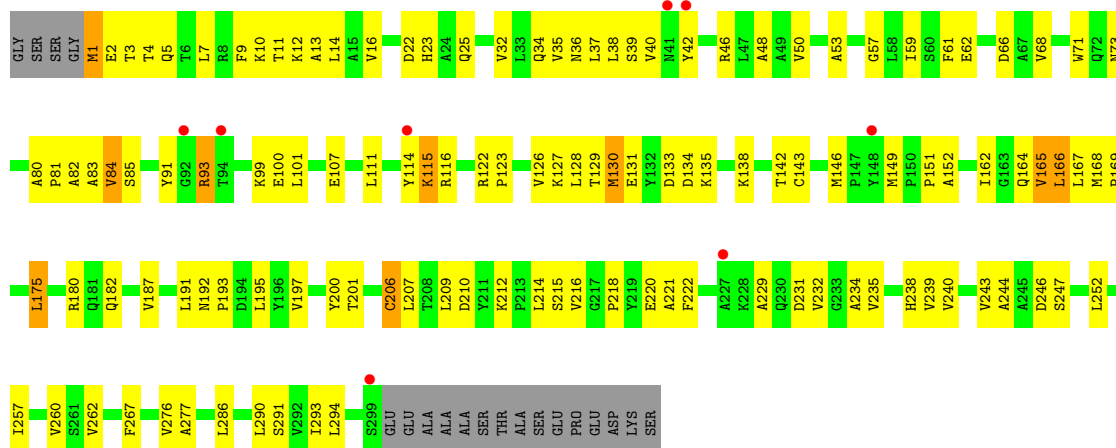 GLY SER SER GLY M1 E2 T3 T4 Q5 T6 L7 R8 F9 K10 T11 K12 A13 L14 A15 V16 D22 H23 A24 Q25 V32 L33 Q34 V35 N36 L37 L38 S39 V40 N41 Y42 R46 L47 A48 A49 V50 A53 G57 L58 I59 S60 F61 E62 D66 A67 V68 W71 Q72 N73
A80 P81 A82 A83 V84 S85 Y91 G92 R93 T94 K99 E100 L101 E107 L111 Y114 K115 R116 R122 P123 V126 K127 L128 T129 M130 E131 Y132 D133 D134 K135 K138 T142 C143 M146 P147 Y148 M149 P150 P151 A152 I162 G163 Q164 V165 L166 L167 M168
L175 R180 Q181 Q182 V187 L191 N192 P193 D194 L195 Y196 V197 Y200 T201 C206 L207 T208 L209 D210 Y211 K212 P213 L214 S215 V216 G217 P218 Y219 E220 A221 F222 A227 K228 A229 Q230 D231 V232 G233 A234 V235 H238 V239 V240 V243 A244 A245 D246 S247 L252
I257 V260 S261 V262 F267 V276 A277 L286 L290 S291 V292 I293 L294 S299 GLU GLU ALA ALA ALA SER THR ALA SER GLU PRO GLU ASP LYS SER